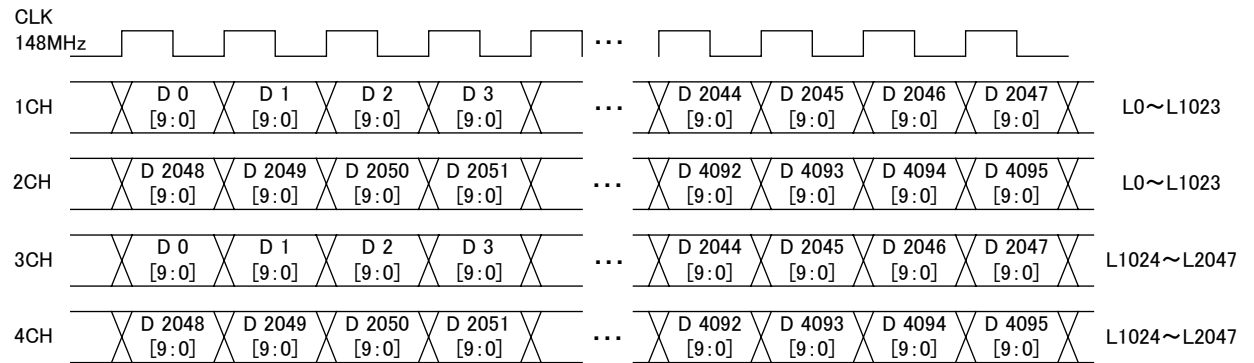 CLK
148MHz ... 
1CH D 0 D 1 D 2 D 3 ... D 2044 D 2045 D 2046 D 2047 L0～L1023
[9:0] [9:0] [9:0] [9:0] [9:0] [9:0] [9:0] [9:0]
2CH D 2048 D 2049 D 2050 D 2051 ... D 4092 D 4093 D 4094 D 4095 L0～L1023
[9:0] [9:0] [9:0] [9:0] [9:0] [9:0] [9:0] [9:0]
3CH D 0 D 1 D 2 D 3 ... D 2044 D 2045 D 2046 D 2047 L1024～L2047
[9:0] [9:0] [9:0] [9:0] [9:0] [9:0] [9:0] [9:0]
4CH D 2048 D 2049 D 2050 D 2051 ... D 4092 D 4093 D 4094 D 4095 L1024～L2047
[9:0] [9:0] [9:0] [9:0] [9:0] [9:0] [9:0] [9:0]